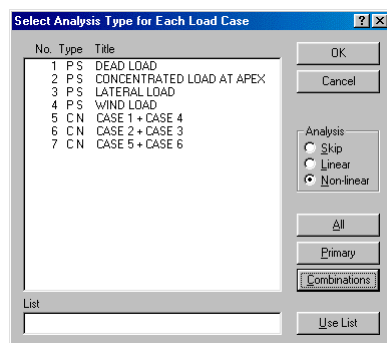 Select Analysis Type for Each Load Case
No. Type Title
1 P S DEAD LOAD
2 P S CONCENTRATED LOAD AT APEX
3 P S LATERAL LOAD
4 P S WIND LOAD
5 C N CASE 1 + CASE 4
6 C N CASE 2 + CASE 3
7 C N CASE 5 + CASE 6
OK
Cancel
Analysis
Skip
Linear
Non-linear
All
Primary
Combinations
List
Use List